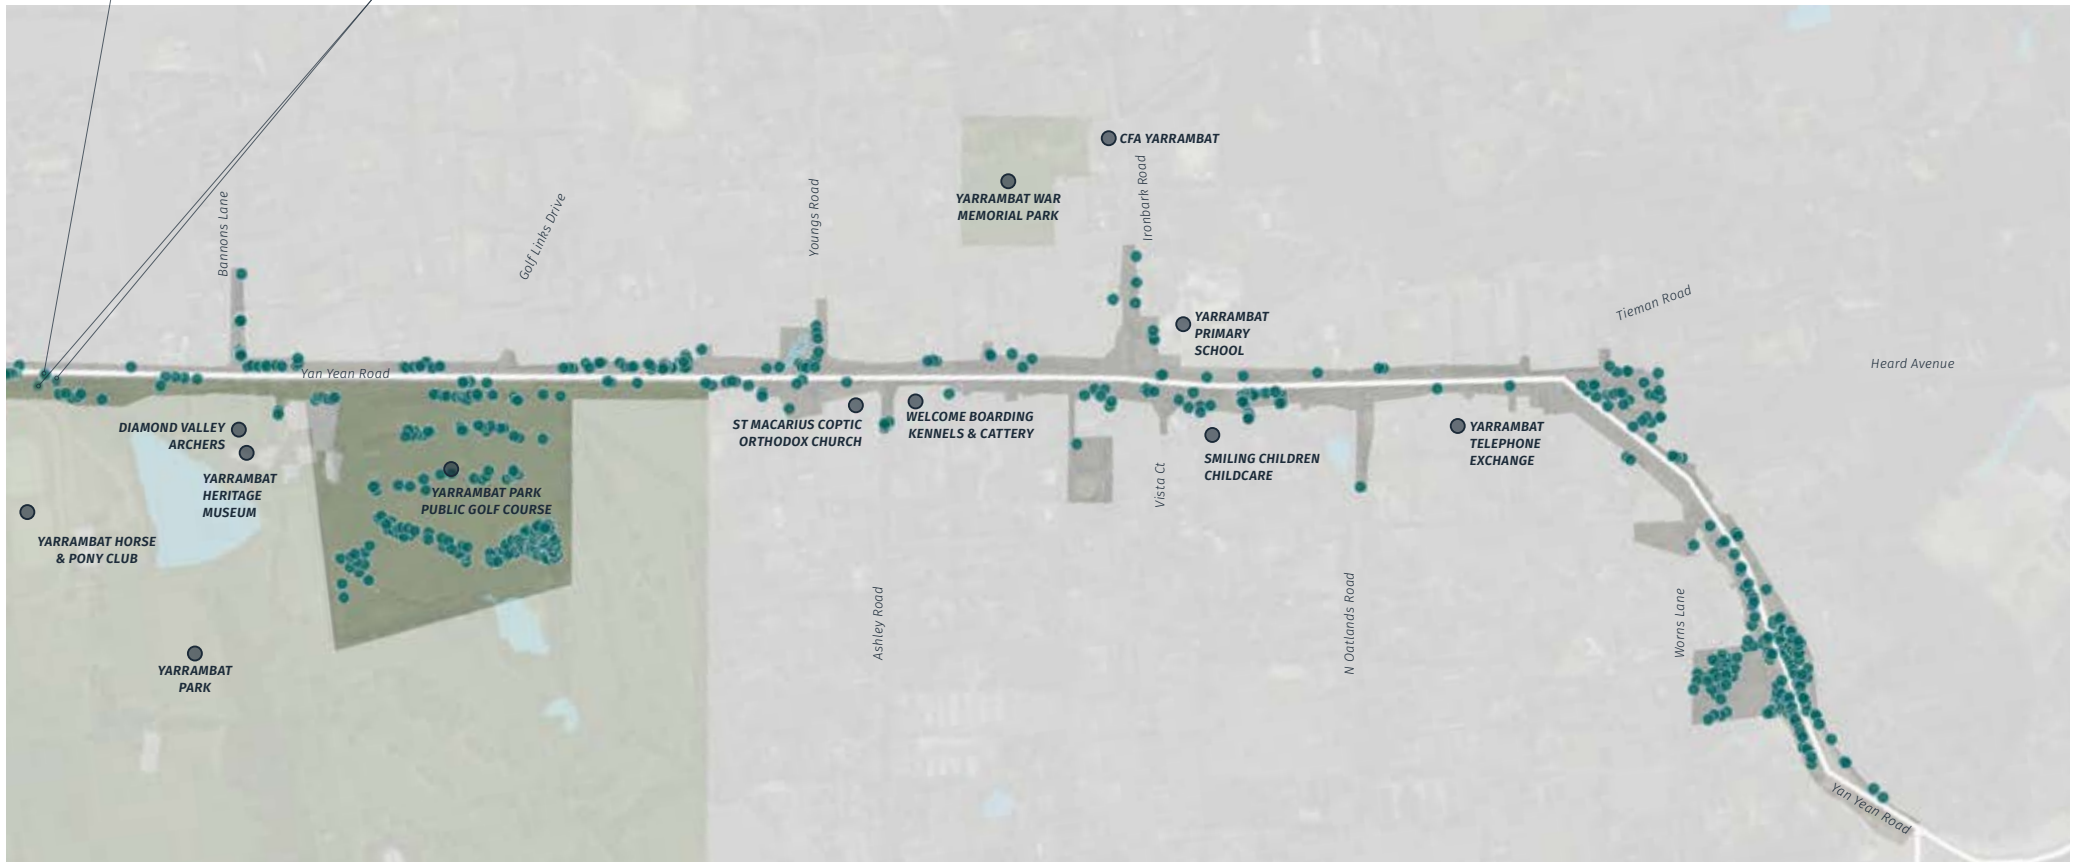 CFA YARRAMBAT
YARRAMBAT WAR
MEMORIAL PARK
Bannons Lane
Golf Links Drive
Youngs Road
Ironbark Road
YARRAMBAT
PRIMARY
SCHOOL
Tieman Road
Heard Avenue
Yan Yean Road
DIAMOND VALLEY
ARCHERS
YARRAMBAT
HERITAGE
MUSEUM
YARRAMBAT HORSE
& PONY CLUB
YARRAMBAT
PARK
YARRAMBAT PARK
PUBLIC GOLF COURSE
ST MACARIUS COPTIC
ORTHODOX CHURCH
WELCOME BOARDING
KENNELS & CATTERY
SMILING CHILDREN
CHILDCARE
YARRAMBAT
TELEPHONE
EXCHANGE
Vista Ct
Ashley Road
N Oatlands Road
Worns Lane
Yan Yean Road